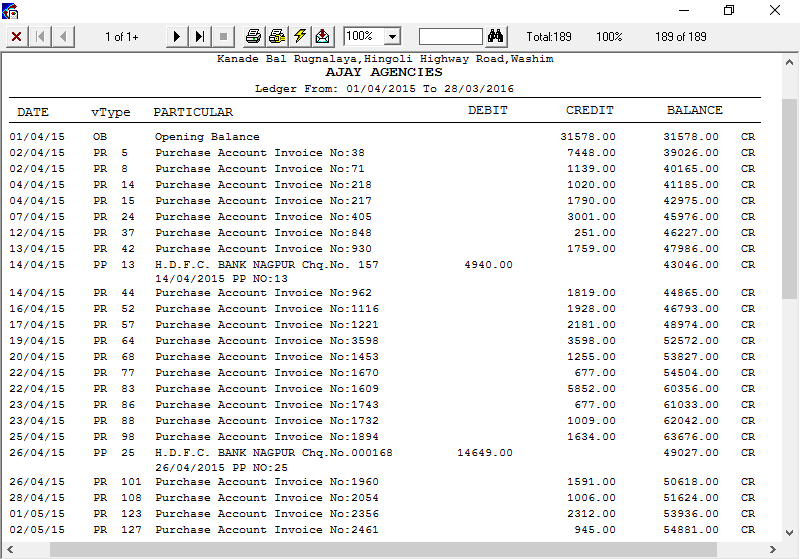 1 of 1+ 100% Total:189 100% 189 of 189
Kanade Bal Rugnalaya,Hingoli Highway Road,Washim
AJAY AGENCIES
Ledger From: 01/04/2015 To 28/03/2016
DATE vType PARTICULAR DEBIT CREDIT BALANCE
01/04/15 OB Opening Balance 31578.00 31578.00 CR
02/04/15 PR 5 Purchase Account Invoice No:38 7448.00 39026.00 CR
02/04/15 PR 8 Purchase Account Invoice No:71 1139.00 40165.00 CR
04/04/15 PR 14 Purchase Account Invoice No:218 1020.00 41185.00 CR
04/04/15 PR 15 Purchase Account Invoice No:217 1790.00 42975.00 CR
07/04/15 PR 24 Purchase Account Invoice No:405 3001.00 45976.00 CR
12/04/15 PR 37 Purchase Account Invoice No:848 251.00 46227.00 CR
13/04/15 PR 42 Purchase Account Invoice No:930 1759.00 47986.00 CR
14/04/15 PP 13 H.D.F.C. BANK NAGPUR Chq.No. 157 4940.00 43046.00 CR
14/04/2015 PP NO:13
14/04/15 PR 44 Purchase Account Invoice No:962 1819.00 44865.00 CR
16/04/15 PR 52 Purchase Account Invoice No:1116 1928.00 46793.00 CR
17/04/15 PR 57 Purchase Account Invoice No:1221 2181.00 48974.00 CR
19/04/15 PR 64 Purchase Account Invoice No:3598 3598.00 52572.00 CR
20/04/15 PR 68 Purchase Account Invoice No:1453 1255.00 53827.00 CR
22/04/15 PR 77 Purchase Account Invoice No:1670 677.00 54504.00 CR
22/04/15 PR 83 Purchase Account Invoice No:1609 5852.00 60356.00 CR
23/04/15 PR 86 Purchase Account Invoice No:1743 677.00 61033.00 CR
23/04/15 PR 88 Purchase Account Invoice No:1732 1009.00 62042.00 CR
25/04/15 PR 98 Purchase Account Invoice No:1894 1634.00 63676.00 CR
26/04/15 PP 25 H.D.F.C. BANK NAGPUR Chq.No.000168 14649.00 49027.00 CR
26/04/2015 PP NO:25
26/04/15 PR 101 Purchase Account Invoice No:1960 1591.00 50618.00 CR
28/04/15 PR 108 Purchase Account Invoice No:2054 1006.00 51624.00 CR
01/05/15 PR 123 Purchase Account Invoice No:2356 2312.00 53936.00 CR
02/05/15 PR 127 Purchase Account Invoice No:2461 945.00 54881.00 CR